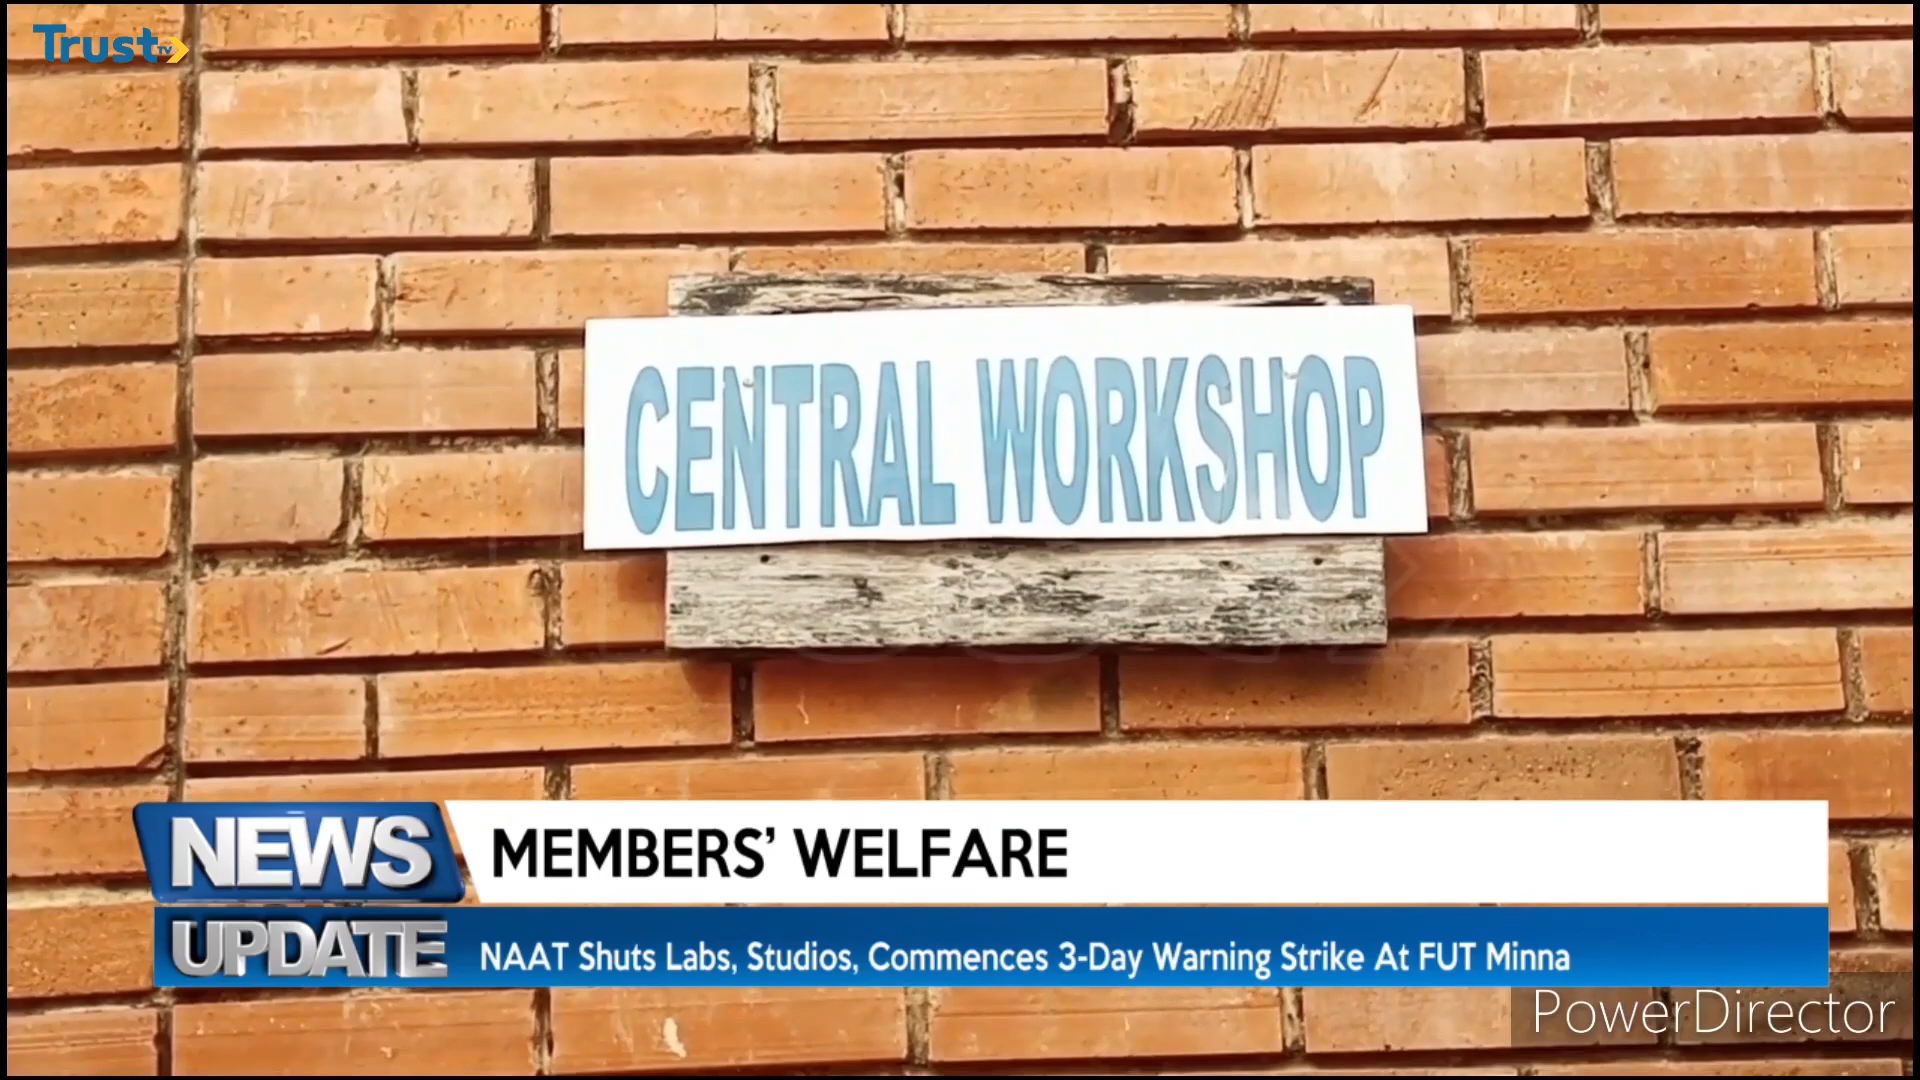 Trust TV
CENTRAL WORKSHOP
NEWS
MEMBERS' WELFARE
UPDATE
NAAT Shuts Labs, Studios, Commences 3-Day Warning Strike At FUT Minna
PowerDirector